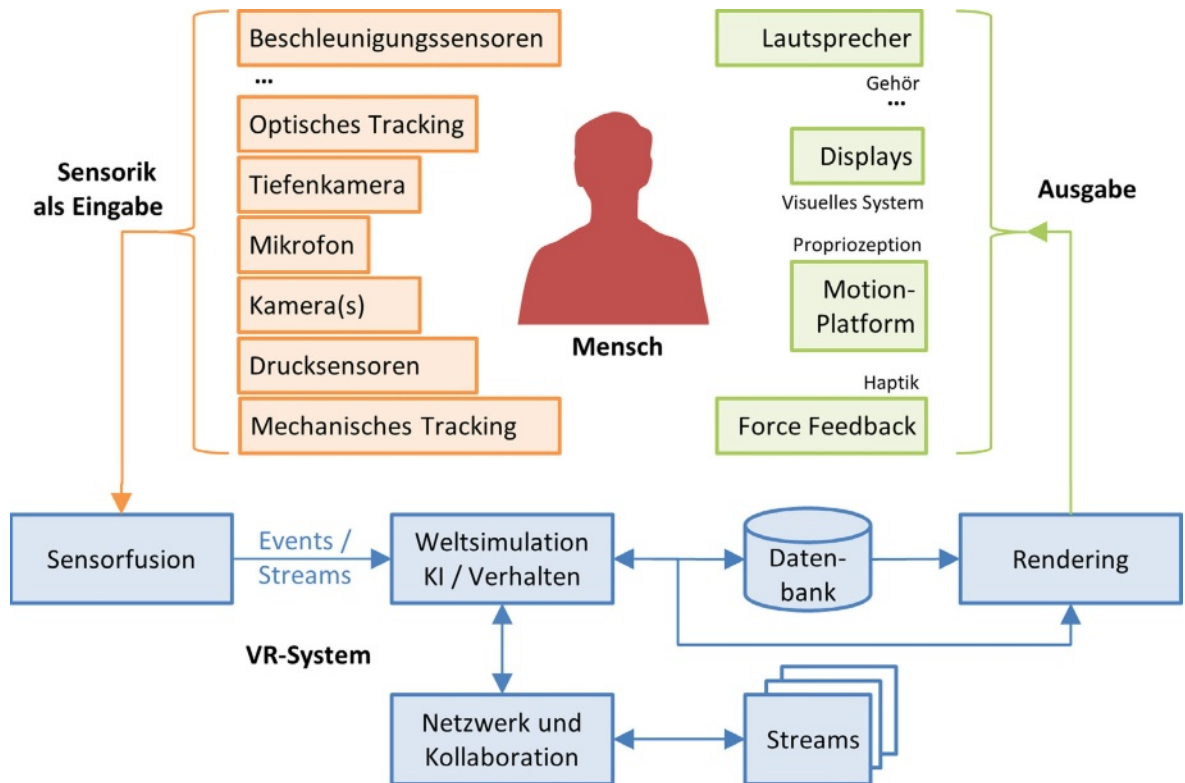 Beschleunigungssensoren
...
Optisches Tracking
Tiefenkamera
Mikrofon
Kamera(s)
Drucksensoren
Mechanisches Tracking
Sensorik
als Eingabe
Mensch
Lautsprecher
Gehör
...
Displays
Visuelles System
Propriozeption
Motion-
Platform
Haptik
Force Feedback
Ausgabe
Sensorfusion
Events /
Streams
Weltsimulation
KI / Verhalten
Daten-
bank
Rendering
VR-System
Netzwerk und
Kollaboration
Streams